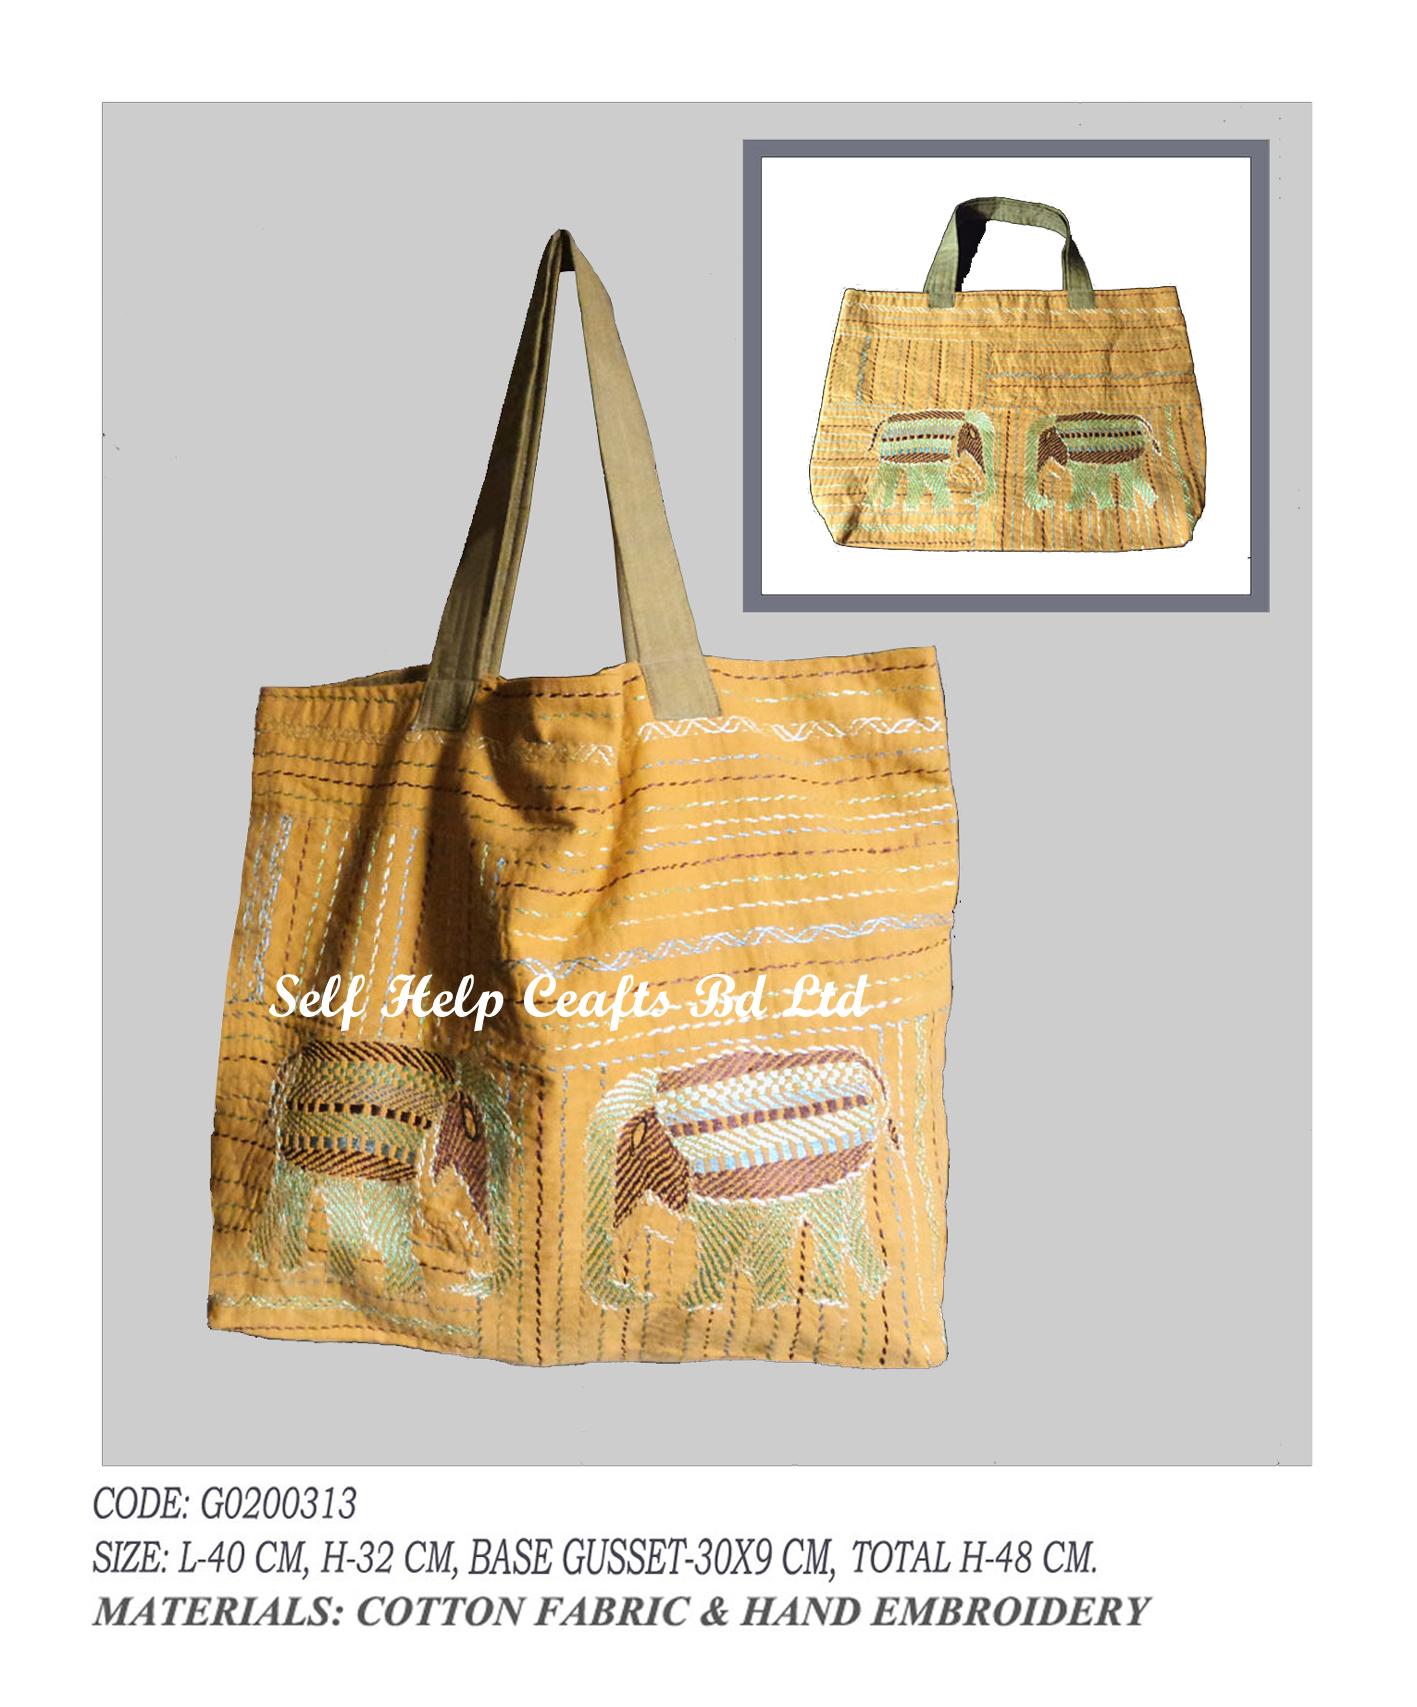 Self Help Ceafts Bd Ltd
CODE: G0200313
SIZE: L-40 CM, H-32 CM, BASE GUSSET-30X9 CM, TOTAL H-48 CM.
MATERIALS: COTTON FABRIC & HAND EMBROIDERY